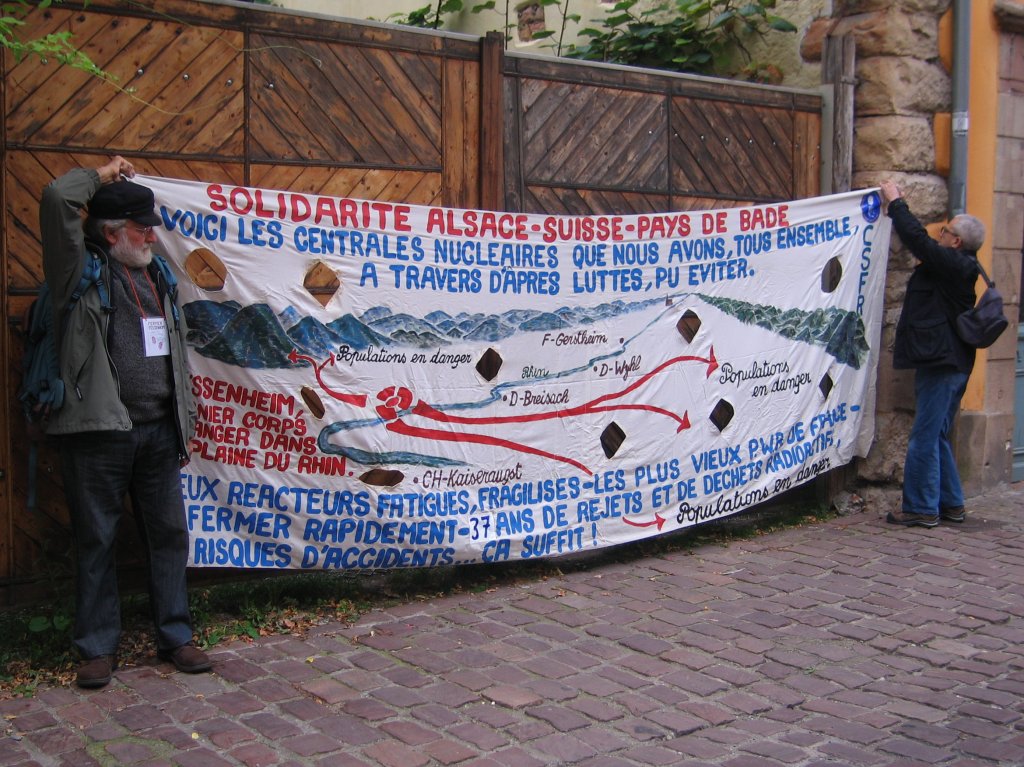 SOLIDARITE ALSACE-SUISSE-PAYS DE BADE
VOICI LES CENTRALES NUCLEAIRES QUE NOUS AVONS, TOUS ENSEMBLE,
A TRAVERS D'APRES LUTTES, PU EVITER.
CSFR
F-Gerstheim
Populations en danger
Rhin
D-Wyhl
Populations
en danger
D-Breisach
SSENHEIM,
NIER CORPS
ANGER DANS
PLAINE DU RHIN.
CH-Kaiseraugst
EUX REACTEURS FATIGUES, FRAGILISES-LES PLUS VIEUX PWR DE FRANCE-
FERMER RAPIDEMENT-37 ANS DE REJETS ET DE DECHETS RADIOACTIFS,
RISQUES D'ACCIDENTS... ÇA SUFFIT!
Populations en danger